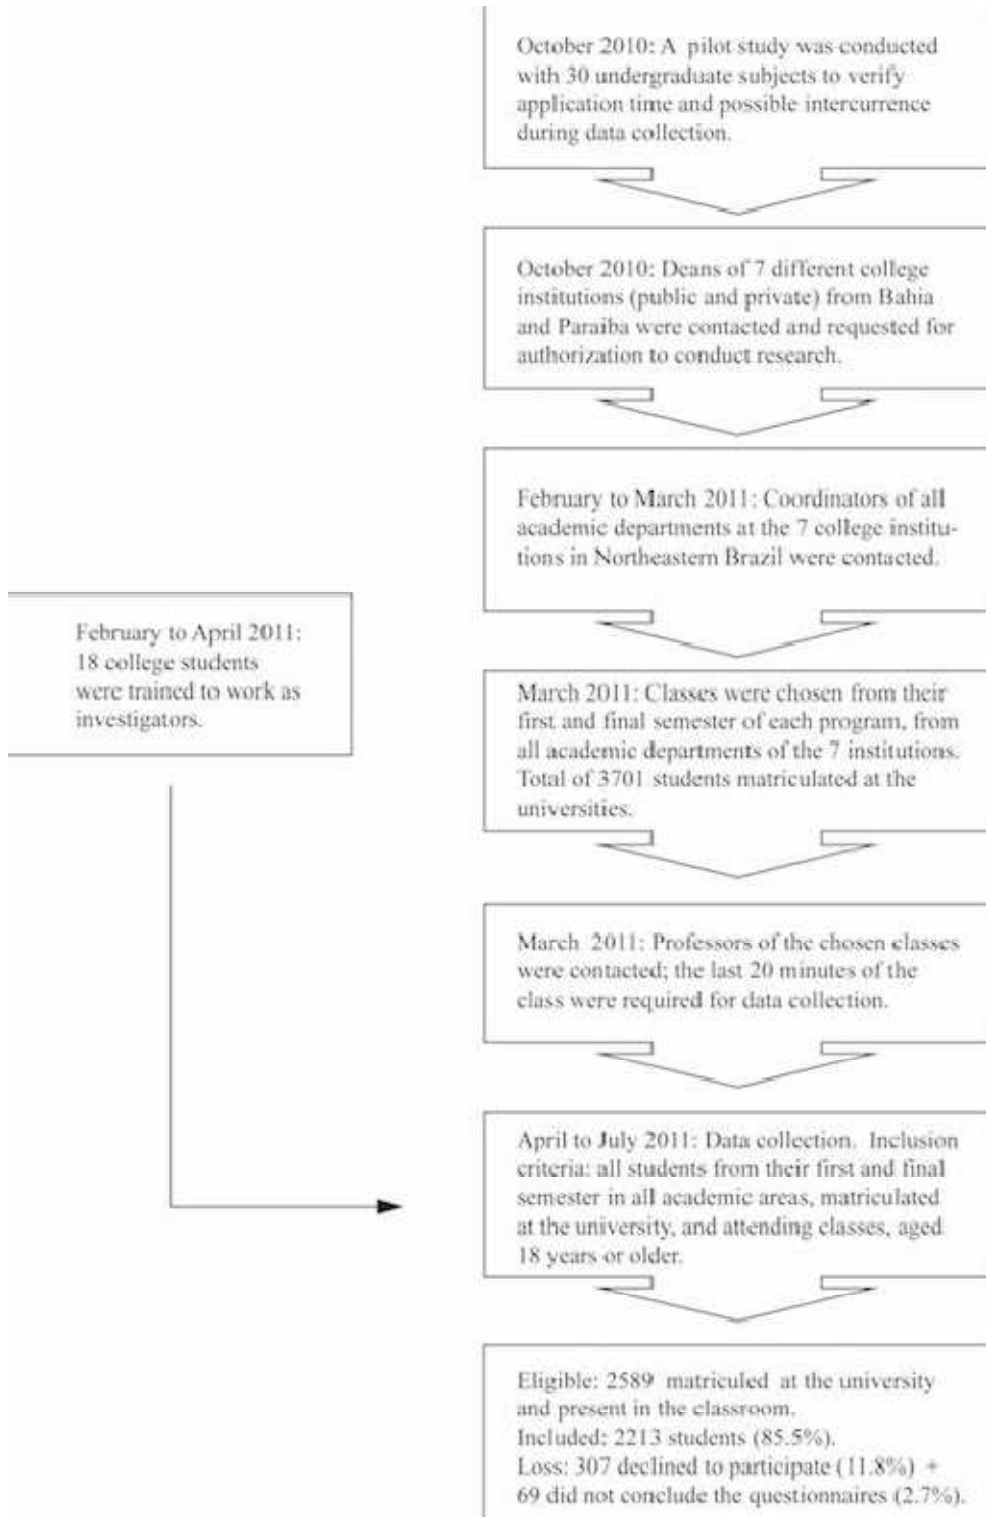 October 2010: A pilot study was conducted
with 30 undergraduate subjects to verify
application time and possible intercurrence
during data collection.
October 2010: Deans of 7 different college
institutions (public and private) from Bahia
and Paraiba were contacted and requested for
authorization to conduct research.
February to March 2011: Coordinators of all
academic departments at the 7 college institu-
tions in Northeastern Brazil were contacted.
February to April 2011:
18 college students
were trained to work as
investigators.
March 2011: Classes were chosen from their
first and final semester of each program, from
all academic departments of the 7 institutions.
Total of 3701 students matriculated at the
universities.
March 2011: Professors of the chosen classes
were contacted; the last 20 minutes of the
class were required for data collection.
April to July 2011: Data collection. Inclusion
criteria: all students from their first and final
semester in all academic areas, matriculated
at the university, and attending classes, aged
18 years or older.
Eligible: 2589 matriculed at the university
and present in the classroom.
Included: 2213 students (85.5%).
Loss: 307 declined to participate (11.8%) +
69 did not conclude the questionnaires (2.7%).